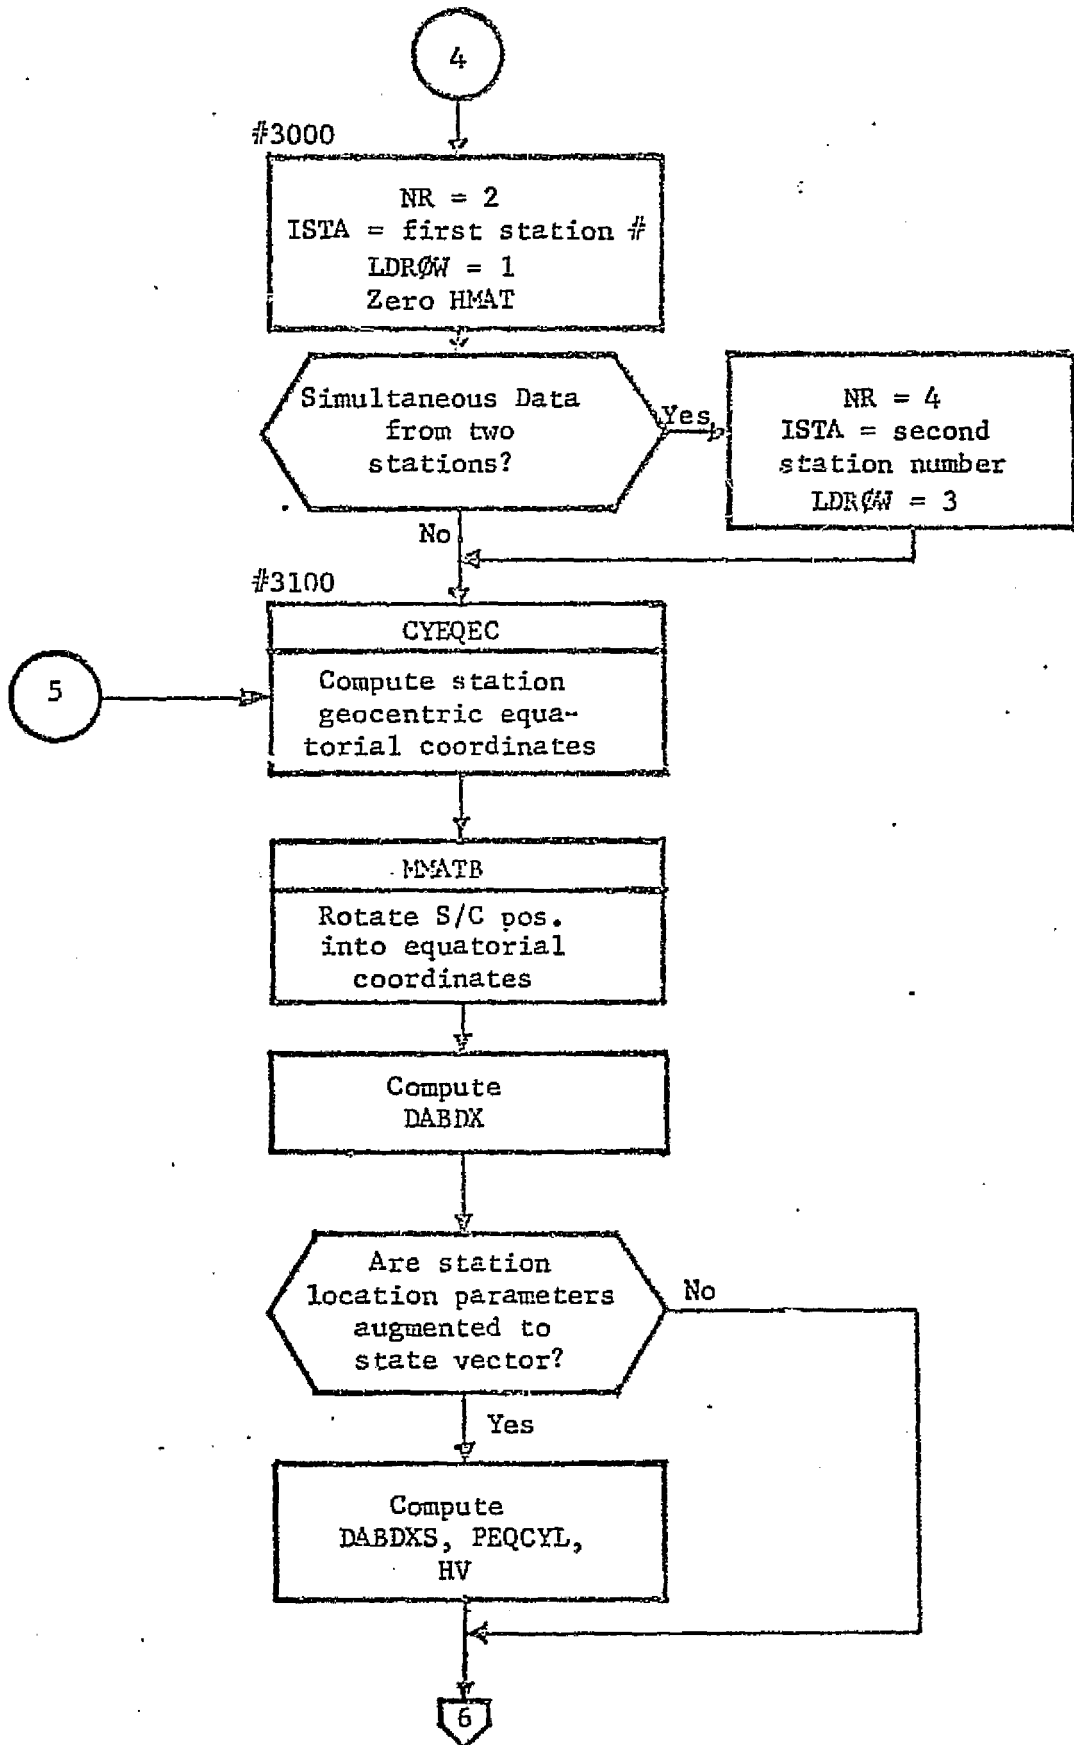 4
#3000
NR = 2
ISTA = first station #
LDRØW = 1
Zero HMAT
Simultaneous Data
from two
stations?
Yes
NR = 4
ISTA = second
station number
LDRØW = 3
No
#3100
CYEQEC
5
Compute station
geocentric equa-
torial coordinates
MMATB
Rotate S/C pos.
into equatorial
coordinates
Compute
DABDX
Are station
location parameters
augmented to
state vector?
No
Yes
Compute
DABDXS, PEQCYL,
HV
6